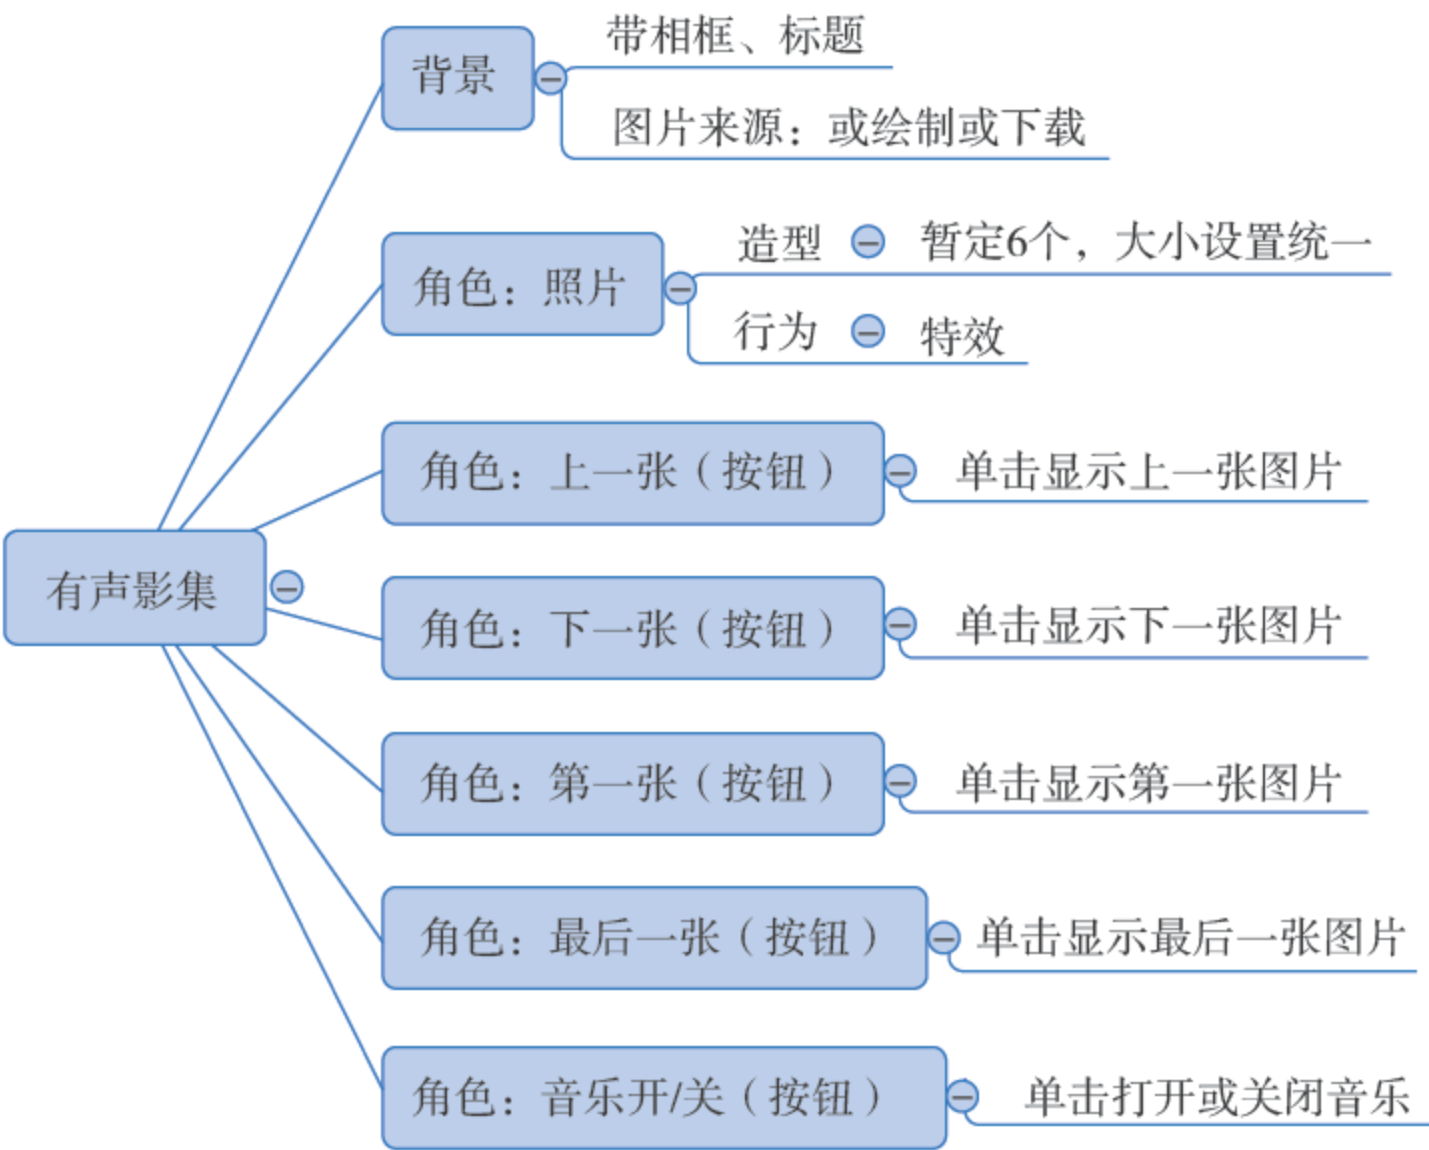 背景
带相框、标题
图片来源：或绘制或下载
角色：照片
造型
暂定6个，大小设置统一
行为
特效
角色：上一张（按钮）
单击显示上一张图片
有声影集
角色：下一张（按钮）
单击显示下一张图片
角色：第一张（按钮）
单击显示第一张图片
角色：最后一张（按钮）
单击显示最后一张图片
角色：音乐开/关（按钮）
单击打开或关闭音乐